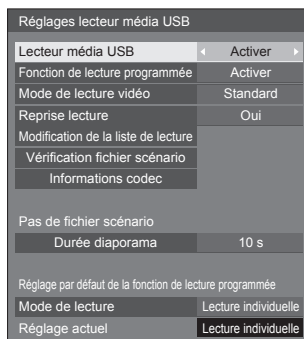 Réglages lecteur média USB
Lecteur média USB Activer
Fonction de lecture programmée Activer
Mode de lecture vidéo Standard
Reprise lecture Oui
Modification de la liste de lecture
Vérification fichier scénario
Informations codec
Pas de fichier scénario
Durée diaporama 10 s
Réglage par défaut de la fonction de lecture programmée
Mode de lecture Lecture individuelle
Réglage actuel Lecture individuelle